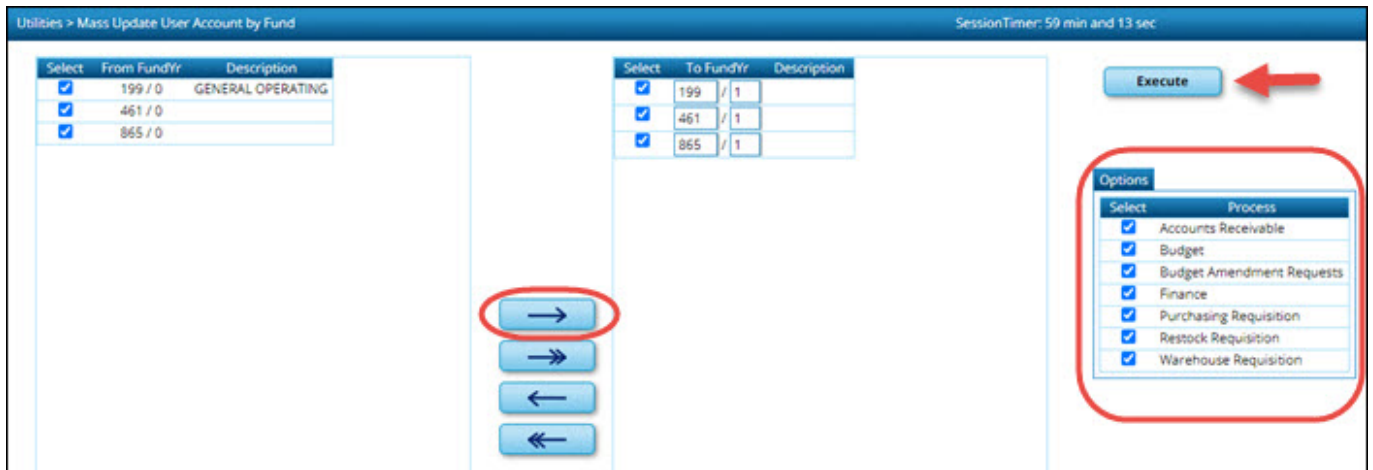 Utilities > Mass Update User Account by Fund
SessionTimer: 59 min and 13 sec
Select From FundYr Description
199 / 0 GENERAL OPERATING
461 / 0
865 / 0
Select To FundYr Description
199 / 1
461 / 1
865 / 1
Execute
Options
Select Process
Accounts Receivable
Budget
Budget Amendment Requests
Finance
Purchasing Requisition
Restock Requisition
Warehouse Requisition